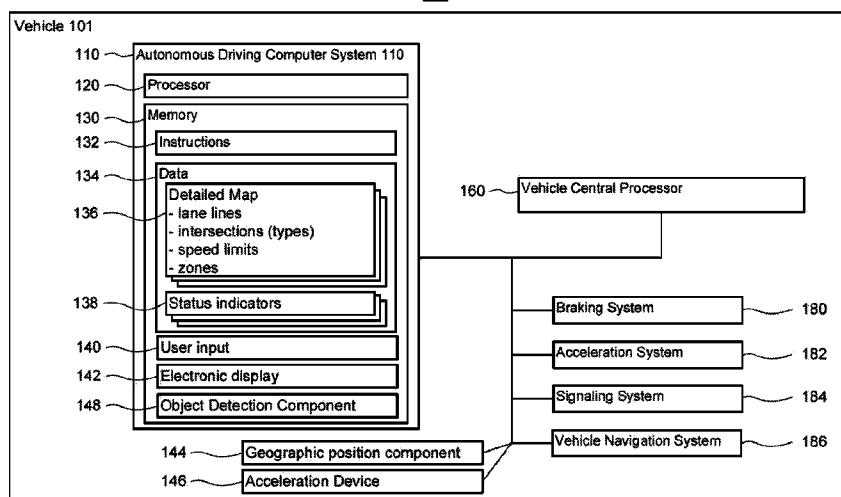 Vehicle 101
110
Autonomous Driving Computer System 110
120
Processor
130
Memory
132
Instructions
134
Data
136
Detailed Map
- lane lines
- intersections (types)
- speed limits
- zones
138
Status indicators
140
User input
142
Electronic display
148
Object Detection Component
144
Geographic position component
146
Acceleration Device
160
Vehicle Central Processor
Braking System
180
Acceleration System
182
Signaling System
184
Vehicle Navigation System
186